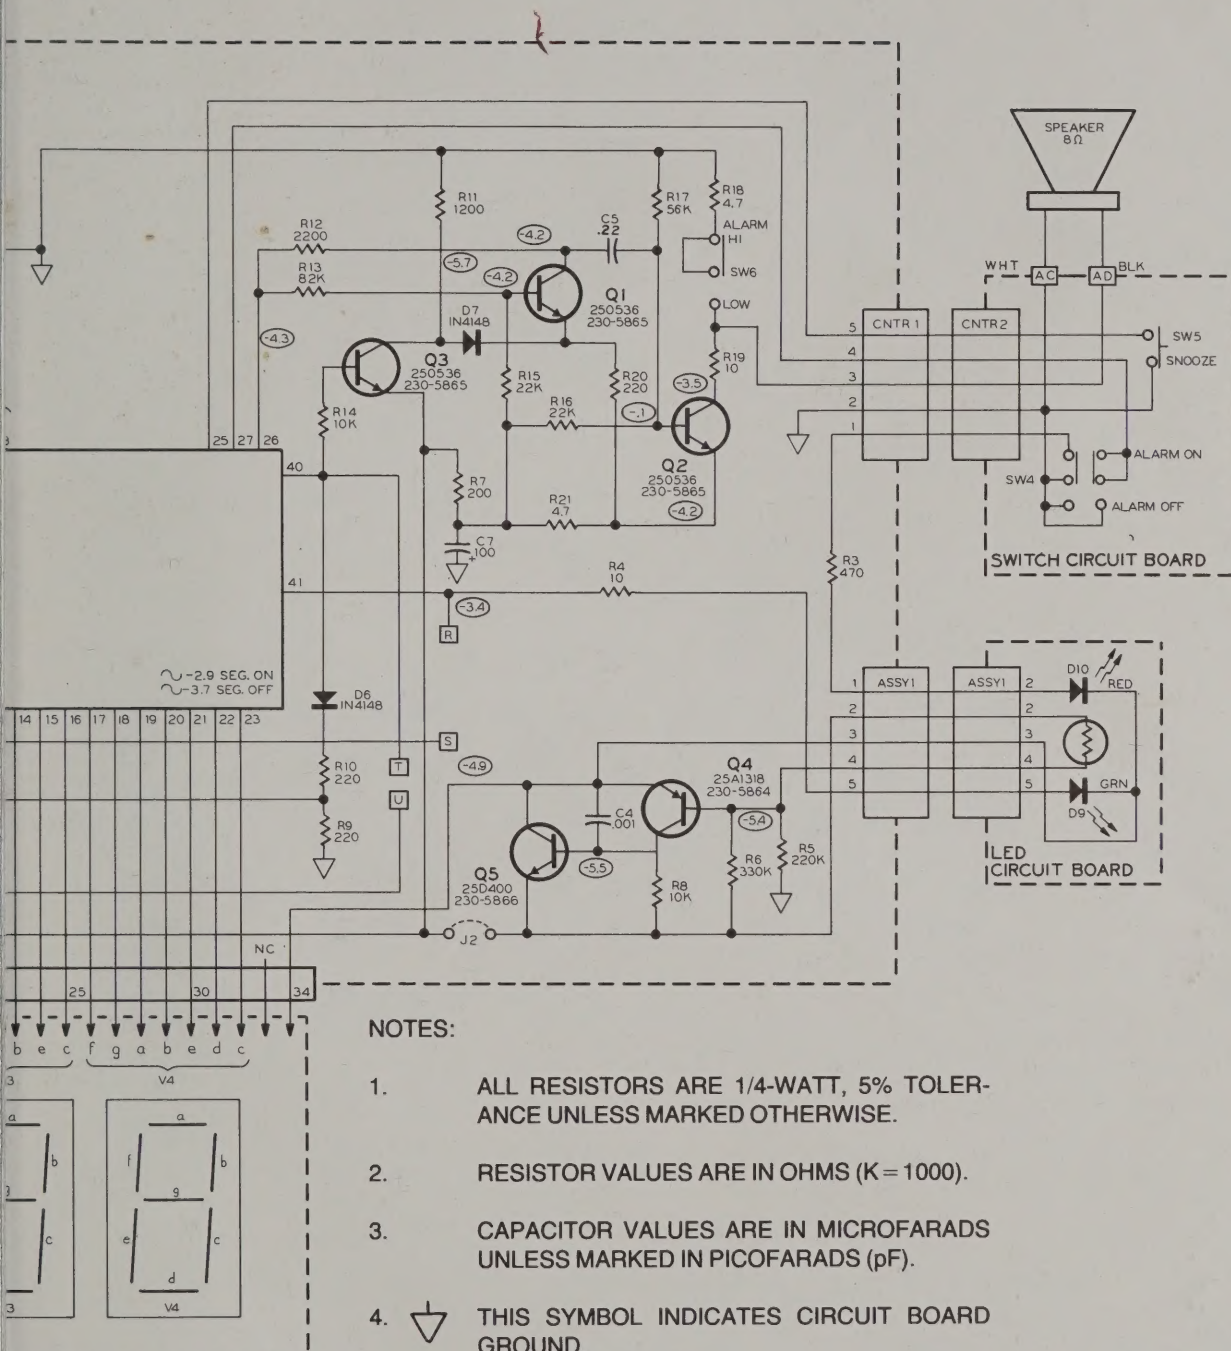 SPEAKER
8Ω
R11
1200
R17
56K
R18
4.7
R12
2200
C5
.22
ALARM
HI
-4.2
-5.7
R13
82K
-4.2
SW6
WHT
AC
AD
BLK
Q1
250536
230-5865
D7
IN4148
LOW
CNTR 1
CNTR2
5
SW5
-4.3
Q3
250536
230-5865
4
SNOOZE
R19
10
3
R15
22K
R20
220
-3.5
2
R14
10K
R16
22K
-.1
1
25
27
26
40
Q2
250536
230-5865
ALARM ON
SW4
R7
200
R21
4.7
-4.2
ALARM OFF
C7
100
+
R3
470
SWITCH CIRCUIT BOARD
41
R4
10
-3.4
R
-2.9 SEG. ON
-3.7 SEG. OFF
D6
IN4148
1
ASSY1
ASSY1
2
D10
RED
14
15
16
17
18
19
20
21
22
23
2
2
S
3
3
R10
220
T
-4.9
Q4
25A1318
230-5864
4
4
U
5
5
GRN
D9
C4
.001
-5.4
R9
220
R6
330K
R5
220K
LED
CIRCUIT BOARD
Q5
25D400
230-5866
-5.5
R8
10K
J2
NC
25
30
34
b e c f g a b e d c
3
V4
a
b
g
c
3
a
f
b
g
e
c
d
V4
NOTES:
1. ALL RESISTORS ARE 1/4-WATT, 5% TOLER-
ANCE UNLESS MARKED OTHERWISE.
2. RESISTOR VALUES ARE IN OHMS (K=1000).
3. CAPACITOR VALUES ARE IN MICROFARADS
UNLESS MARKED IN PICOFARADS (pF).
4. THIS SYMBOL INDICATES CIRCUIT BOARD
GROUND